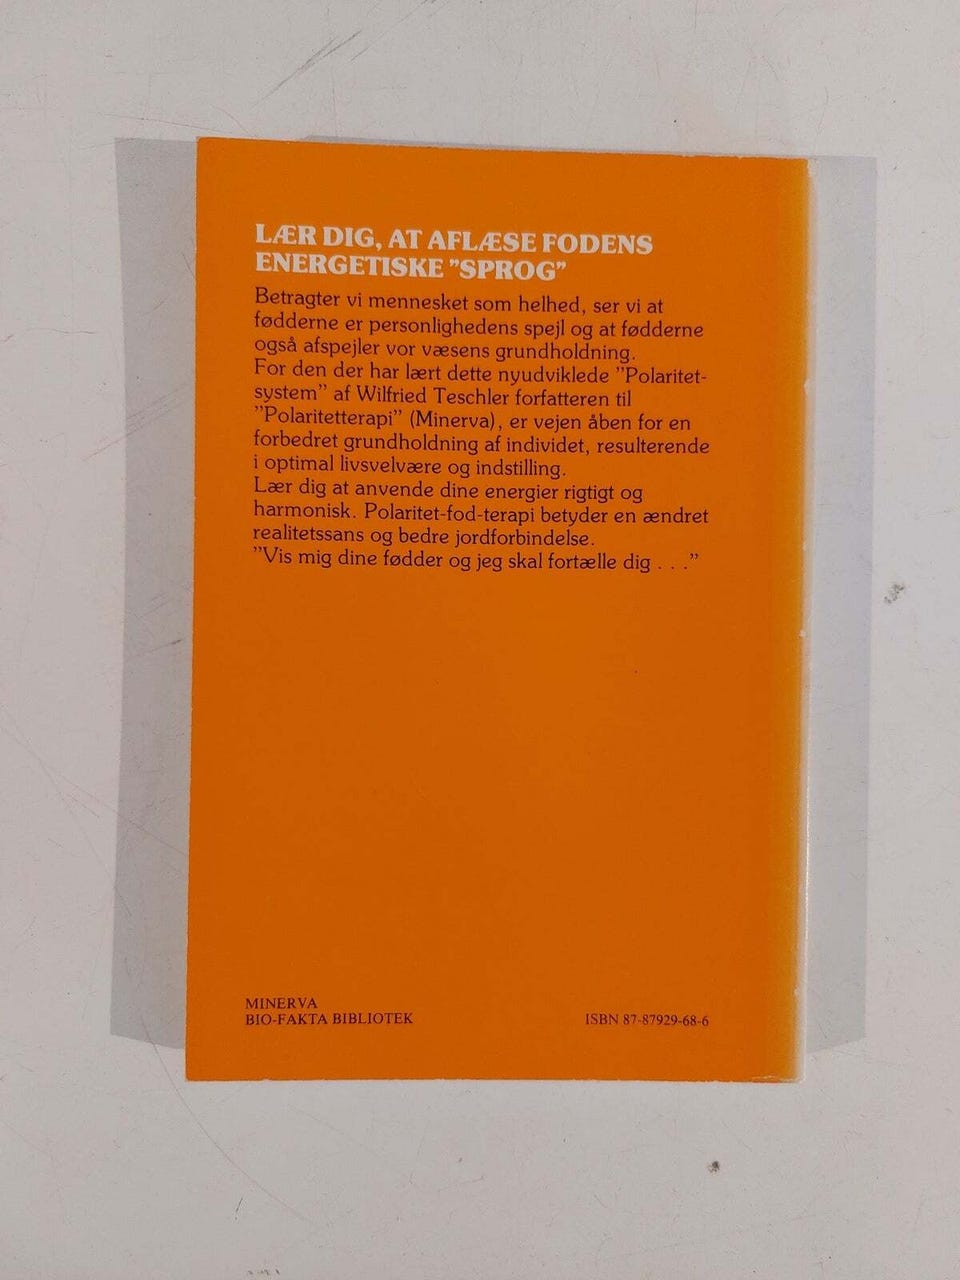 LÆR DIG, AT AFLÆSE FODENS
ENERGETISKE ”SPROG”
Betragter vi mennesket som helhed, ser vi at
fødderne er personlighedens spejl og at fødderne
også afspejler vor væsens grundholdning.
For den der har lært dette nyudviklede ”Polaritet-
system” af Wilfried Teschler forfatteren til
”Polaritetterapi” (Minerva), er vejen åben for en
forbedret grundholdning af individet, resulterende
i optimal livsvelvære og indstilling.
Lær dig at anvende dine energier rigtigt og
harmonisk. Polaritet-fod-terapi betyder en ændret
realitetssans og bedre jordforbindelse.
”Vis mig dine fødder og jeg skal fortælle dig . . .”
MINERVA
BIO-FAKTA BIBLIOTEK
ISBN 87-87929-68-6